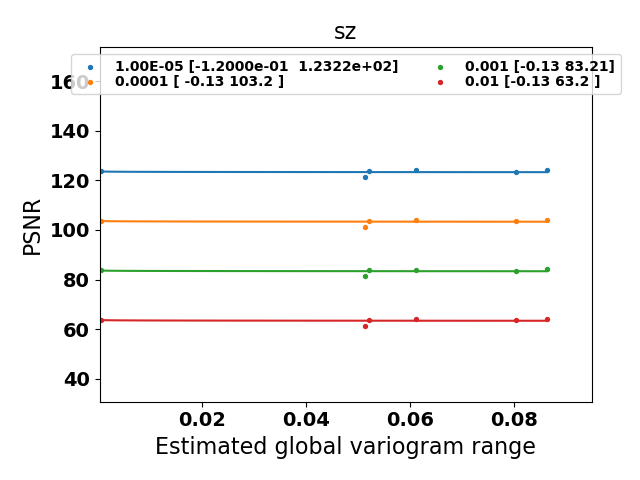 sz
1.00E-05 [-1.2000e-01  1.2322e+02]
0.0001 [ -0.13 103.2 ]
0.001 [-0.13 83.21]
0.01 [-0.13 63.2 ]
PSNR
160
140
120
100
80
60
40
0.02 0.04 0.06 0.08
Estimated global variogram range